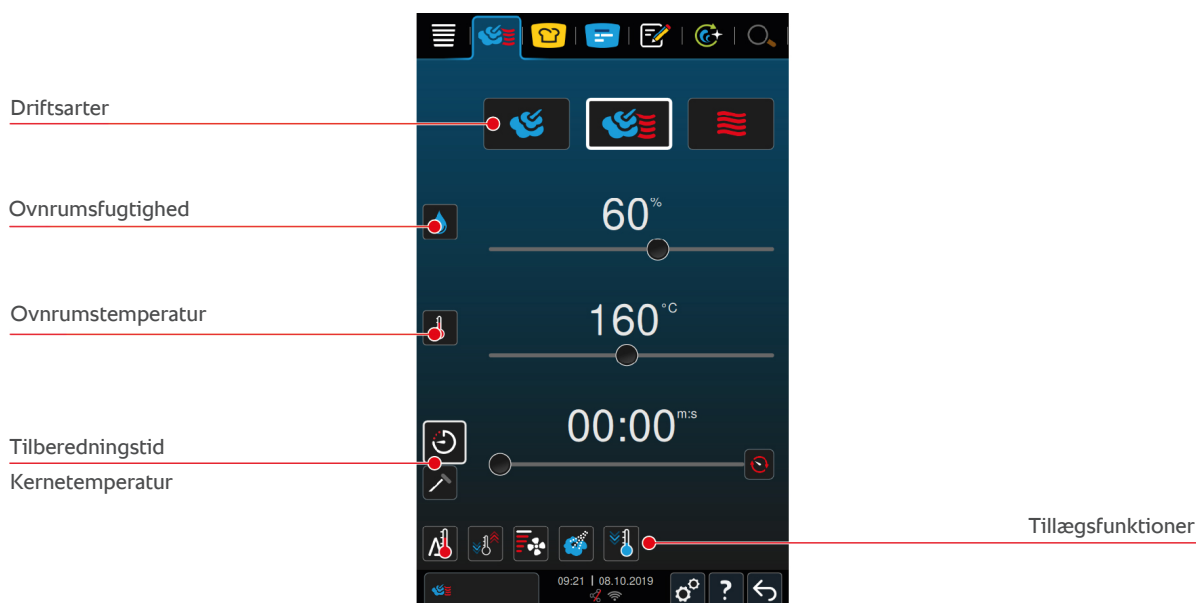 Driftsarter
Ovnrumsfugtighed
60%
Ovnrumstemperatur
160°C
00:00 m:s
Tilberedningstid
Kernetemperatur
Tillægsfunktioner
09:21 | 08.10.2019
?